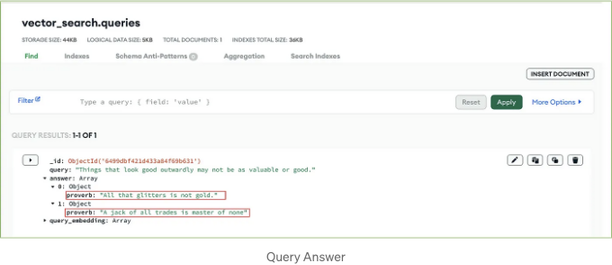 vector_search.queries
STORAGE SIZE: 44KB LOGICAL DATA SIZE: 5KB TOTAL DOCUMENTS: 1 INDEXES TOTAL SIZE: 36KB
Find Indexes Schema Anti-Patterns 0 Aggregation Search Indexes
INSERT DOCUMENT
Filter Type a query: { field: 'value' } Reset Apply More Options
QUERY RESULTS: 1-1 OF 1
_id: ObjectId('6499dbf421d433a84f69b631')
query: "Things that look good outwardly may not be as valuable or good."
answer: Array
0: Object
proverb: "All that glitters is not gold."
1: Object
proverb: "A jack of all trades is master of none"
query_embedding: Array
Query Answer